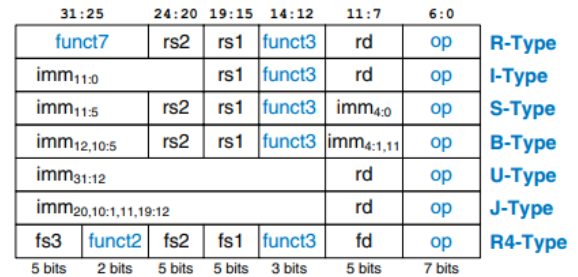 31:25 24:20 19:15 14:12 11:7 6:0
funct7 rs2 rs1 funct3 rd op R-Type
imm11:0 rs1 funct3 rd op I-Type
imm11:5 rs2 rs1 funct3 imm4:0 op S-Type
imm12,10:5 rs2 rs1 funct3 imm4:1,11 op B-Type
imm31:12 rd op U-Type
imm20,10:1,11,19:12 rd op J-Type
fs3 funct2 fs2 fs1 funct3 fd op R4-Type
5 bits 2 bits 5 bits 5 bits 3 bits 5 bits 7 bits